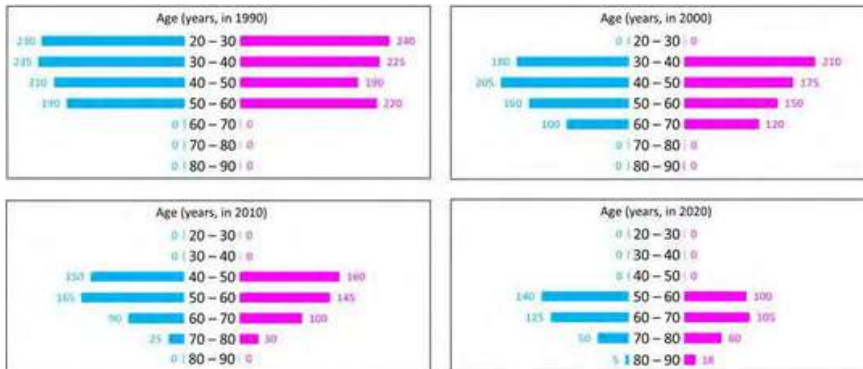 Age (years, in 1990)
230 20 – 30 240
235 30 – 40 225
210 40 – 50 190
190 50 – 60 220
0 60 – 70 0
0 70 – 80 0
0 80 – 90 0
Age (years, in 2000)
0 20 – 30 0
180 30 – 40 210
205 40 – 50 175
160 50 – 60 150
100 60 – 70 120
0 70 – 80 0
0 80 – 90 0
Age (years, in 2010)
0 20 – 30 0
0 30 – 40 0
150 40 – 50 160
165 50 – 60 145
90 60 – 70 100
25 70 – 80 30
0 80 – 90 0
Age (years, in 2020)
0 20 – 30 0
0 30 – 40 0
0 40 – 50 0
140 50 – 60 100
125 60 – 70 105
50 70 – 80 60
5 80 – 90 18